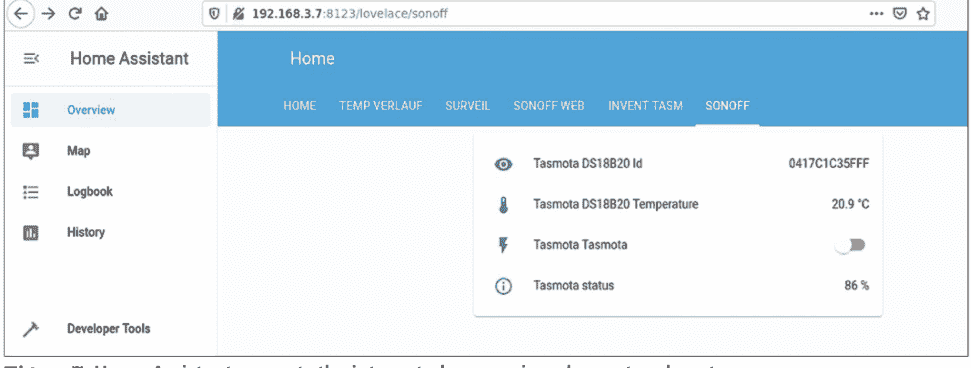 192.168.3.7:8123/lovelace/sonoff
Home Assistant
Home
HOME TEMP VERLAUF SURVEIL SONOFF WEB INVENT TASM SONOFF
Overview
Map
Logbook
History
Developer Tools
Tasmota DS18B20 Id 0417C1C35FFF
Tasmota DS18B20 Temperature 20.9 °C
Tasmota Tasmota
Tasmota status 86 %